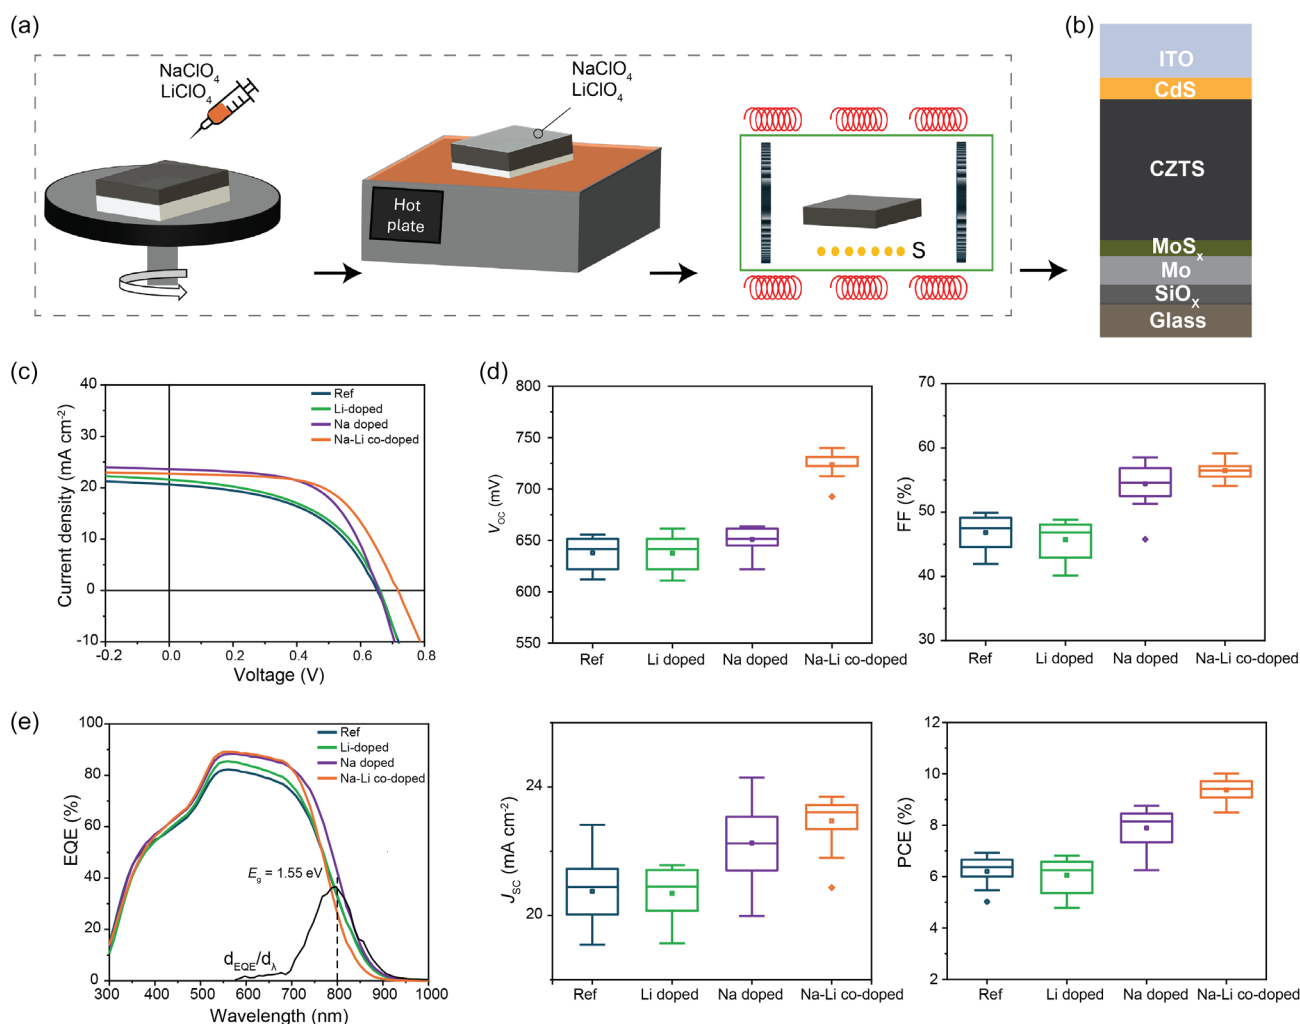 (a)
NaClO4
LiClO4
Hot
plate
NaClO4
LiClO4
S
(b)
ITO
CdS
CZTS
MoSx
Mo
SiOx
Glass
(c)
Current density (mA cm-2)
40
30
20
10
0
-10
-0.2 0.0 0.2 0.4 0.6 0.8
Voltage (V)
Ref
Li-doped
Na doped
Na-Li co-doped
(d)
VOC (mV)
800
750
700
650
600
550
Ref Li doped Na doped Na-Li co-doped
FF (%)
70
60
50
40
30
Ref Li doped Na doped Na-Li co-doped
(e)
EQE (%)
100
80
60
40
20
0
300 400 500 600 700 800 900 1000
Wavelength (nm)
Ref
Li-doped
Na doped
Na-Li co-doped
Eg = 1.55 eV
dEQE/dλ
JSC (mA cm-2)
24
20
Ref Li doped Na doped Na-Li co-doped
PCE (%)
12
10
8
6
4
2
Ref Li doped Na doped Na-Li co-doped